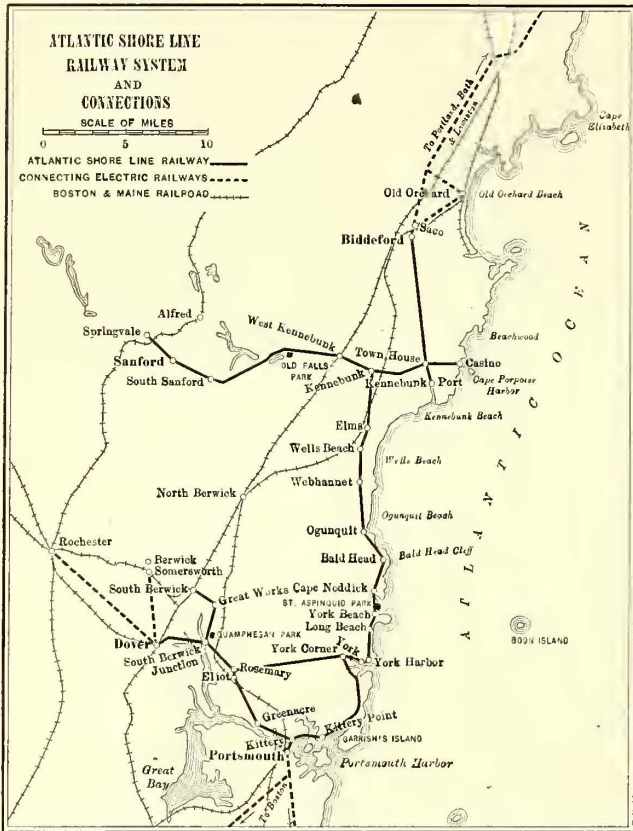 ATLANTIC SHORE LINE
RAILWAY SYSTEM
AND
CONNECTIONS
SCALE OF MILES
0 10
ATLANTIC SHORE LINE RAILWAY
CONNECTING ELECTRIC RAILWAYS
BOSTON & MAINE RAILROAD
To Portland, Bath
& Lewiston
Cape
Elizabeth
Old Orchard
Old Orchard Beach
Saco
Biddeford
Alfred
Springvale
West Kennebunk
Beachwood
Town House
Casino
Sanford
OLD FALLS
PARK
South Sanford
Kennebunk
Kennebunk Port
Cape Porpoise
Harbor
Kennebunk Beach
Elms
Wells Beach
Wells Beach
Webhannet
North Berwick
Ogunquit Beach
Ogunquit
Rochester
Bald Head
Bald Head Cliff
Berwick
Somersworth
South Berwick
Great Works
Cape Neddick
ST. ASPINQUID PARK
York Beach
Long Beach
QUAMPHEGAN PARK
Dover
South Berwick
Junction
York Corner
York
York Harbor
BOON ISLAND
Rosemary
Eliot
Greenacre
Kittery Point
Kittery
GARRISH'S ISLAND
Portsmouth
Portsmouth Harbor
Great
Bay
To Boston
ATLANTIC OCEAN